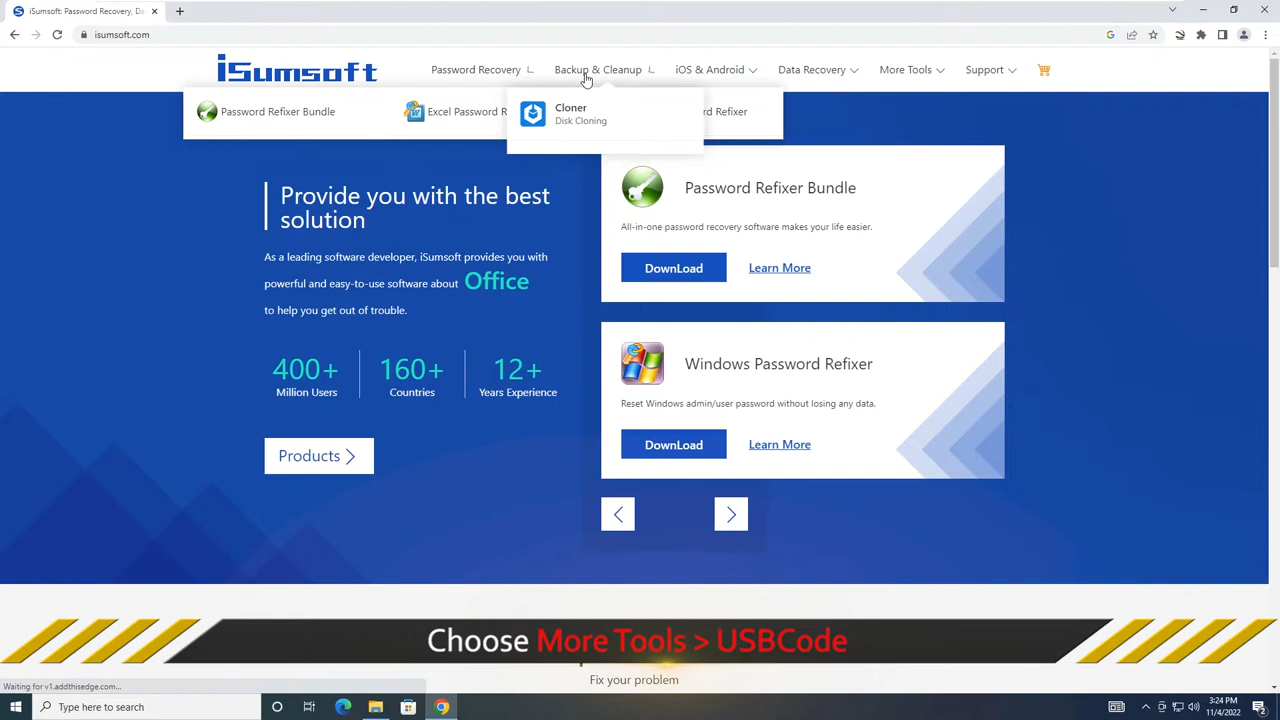 iSumsoft: Password Recovery, Da
isumsoft.com
iSumsoft
Password Recovery
Backup & Cleanup
iOS & Android
Data Recovery
More Tools
Support
Password Refixer Bundle
Excel Password R
Cloner
Disk Cloning
rd Refixer
Provide you with the best
solution
As a leading software developer, iSumsoft provides you with
powerful and easy-to-use software about Office
to help you get out of trouble.
400+
Million Users
160+
Countries
12+
Years Experience
Products
Password Refixer Bundle
All-in-one password recovery software makes your life easier.
DownLoad
Learn More
Windows Password Refixer
Reset Windows admin/user password without losing any data.
DownLoad
Learn More
Choose More Tools > USBCode
Fix your problem
Waiting for v1.addthisedge.com...
Type here to search
3:24 PM
11/4/2022
2